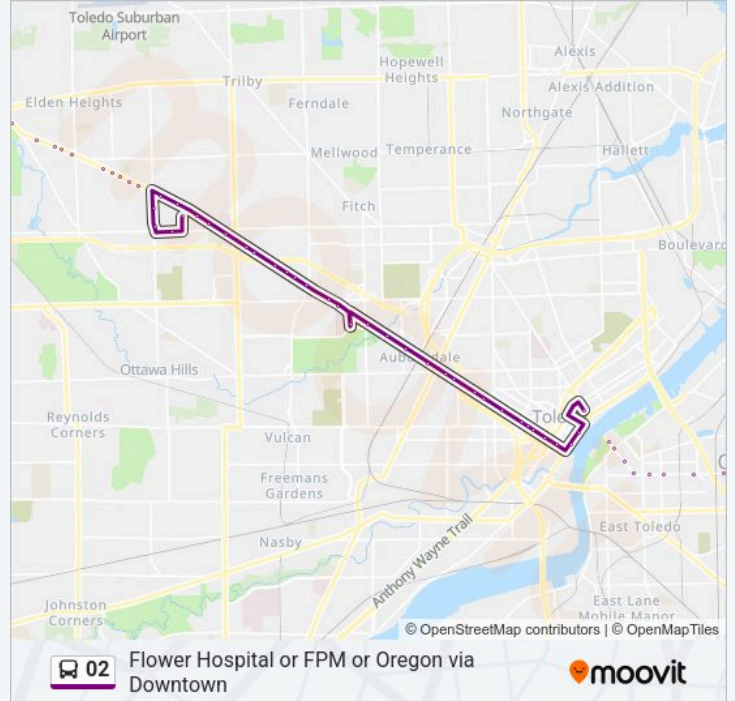 Toledo Suburban
Airport
Alexis
Hopewell
Heights
Trilby
Alexis Addition
Elden Heights
Ferndale
Northgate
Mellwood
Temperance
Hallett
Fitch
Boulevard
Ottawa Hills
Reynolds
Corners
Vulcan
Freemans
Gardens
East Toledo
Nasby
Anthony Wayne Trail
East Lane
Mobile Manor
Johnston
Corners
© OpenStreetMap contributors | © OpenMapTiles
02
Flower Hospital or FPM or Oregon via
Downtown
moovit